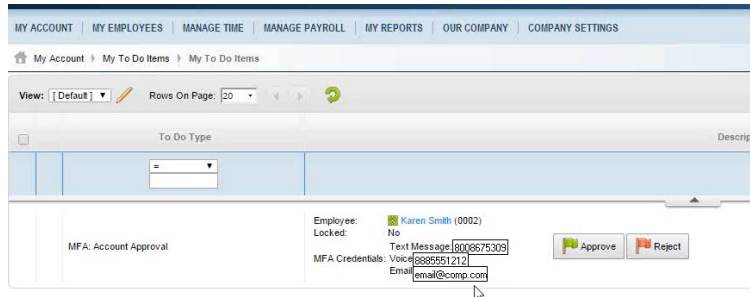 MY ACCOUNT | MY EMPLOYEES | MANAGE TIME | MANAGE PAYROLL | MY REPORTS | OUR COMPANY | COMPANY SETTINGS
My Account My To Do Items My To Do Items
View: [Default] Rows On Page: 20
To Do Type Descrip
=
Employee: Karen Smith (0002)
Locked: No
Text Message: 8008675309
MFA: Account Approval MFA Credentials: Voice 8885551212 Approve Reject
Email email@comp.com